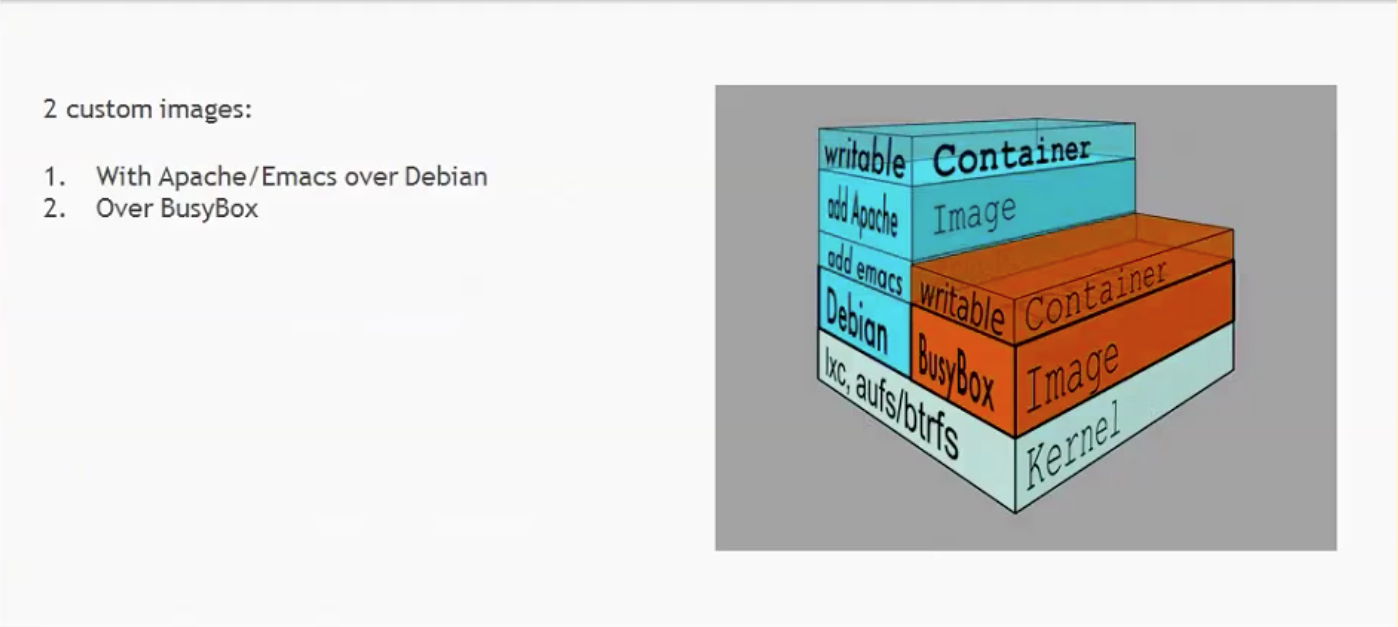 2 custom images:
1. With Apache/Emacs over Debian
2. Over BusyBox
writable Container
add Apache Image
add emacs
writable Container
Debian
BusyBox Image
lxc, aufs/btrfs Kernel